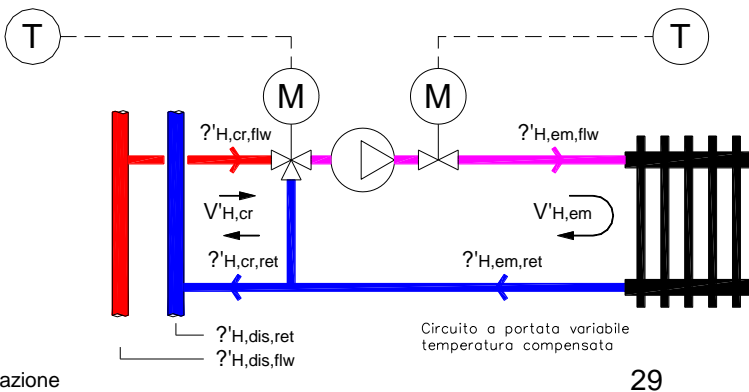 T
T
M
M
?'H,cr,flw
?'H,em,flw
V'H,cr
V'H,em
?'H,cr,ret
?'H,em,ret
?'H,dis,ret
?'H,dis,flw
Circuito a portata variabile
temperatura compensata
azione
29